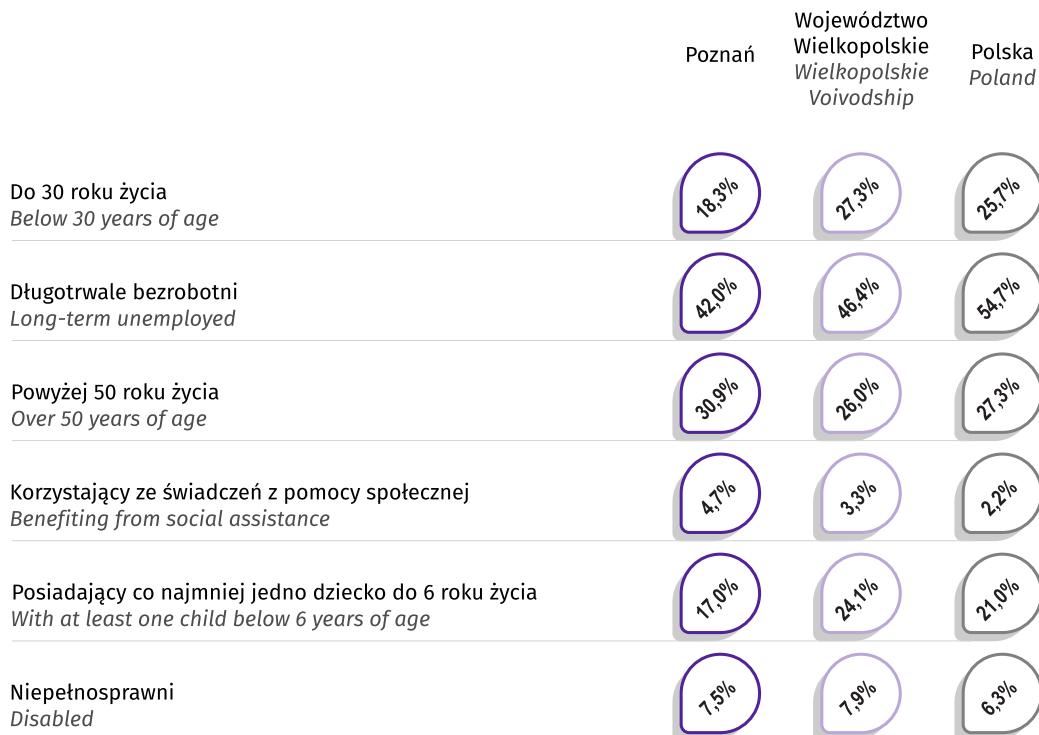 Poznań
Województwo
Wielkopolskie
Wielkopolskie
Voivodship
Polska
Poland
Do 30 roku życia
Below 30 years of age
18,3% 27,3% 25,7%
Długotrwale bezrobotni
Long-term unemployed
42,0% 46,4% 54,7%
Powyżej 50 roku życia
Over 50 years of age
30,9% 26,0% 27,3%
Korzystający ze świadczeń z pomocy społecznej
Benefiting from social assistance
4,7% 3,3% 2,2%
Posiadający co najmniej jedno dziecko do 6 roku życia
With at least one child below 6 years of age
17,0% 24,1% 21,0%
Niepełnosprawni
Disabled
7,5% 7,9% 6,3%